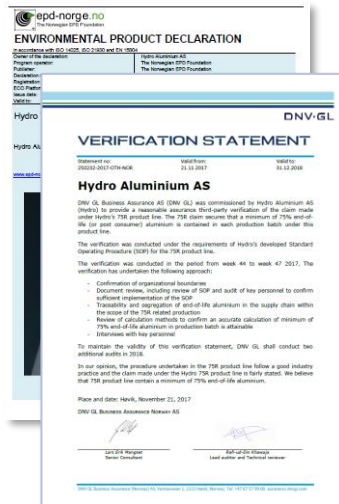 epd-norge.no
The Norwegian EPD Foundation
ENVIRONMENTAL PRODUCT DECLARATION
in accordance with ISO 14025, ISO 21930 and EN 15804
Owner of the declaration: Hydro Aluminium AS
Program operator: The Norwegian EPD Foundation
Publisher: The Norwegian EPD Foundation
Declaration
Registration
ECO Platform
Issue date:
Valid to:
Hydro
Hydro Alu
DNV·GL
VERIFICATION STATEMENT
Statement no: Valid from: Valid to:
250232-2017-OTH-NOR 21.11.2017 31.12.2018
Hydro Aluminium AS
DNV GL Business Assurance AS (DNV GL) was commissioned by Hydro Aluminium AS
(Hydro) to provide a reasonable assurance third-party verification of the claim made
under Hydro's 75R product line. The 75R claim secures that a minimum of 75% end-of-
life (or post consumer) aluminium is contained in each production batch under this
product line.
The verification was conducted under the requirements of Hydro's developed Standard
Operating Procedure (SOP) for the 75R product line.
The verification was conducted in the period from week 44 to week 47 2017. The
verification has undertaken the following approach:
- Confirmation of organizational boundaries
- Document review, including review of SOP and audit of key personnel to confirm
sufficient implementation of the SOP
- Traceability and segregation of end-of-life aluminium in the supply chain within
the scope of the 75R related production
- Review of calculation methods to confirm an accurate calculation of minimum of
75% end-of-life aluminium in production batch is attainable
- Interviews with key personnel
To maintain the validity of this verification statement, DNV GL shall conduct two
additional audits in 2018.
In our opinion, the procedure undertaken in the 75R product line follow a good industry
practice and the claim made under the Hydro 75R product line is fairly stated. We believe
that 75R product line contain a minimum of 75% end-of-life aluminium.
Place and date: Høvik, November 21, 2017
DNV GL Business Assurance Norway AS
Lars Erik Mangset
Senior Consultant
Lead auditor and Technical reviewer